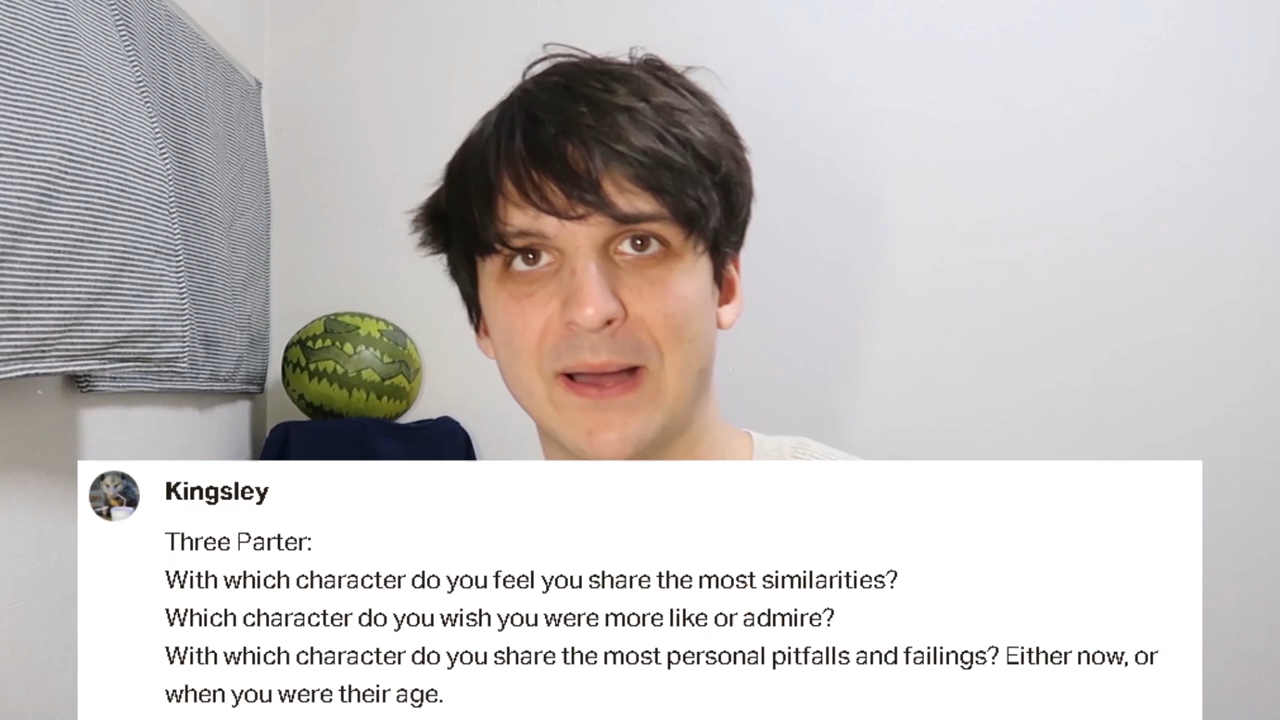 Kingsley
Three Parter:
With which character do you feel you share the most similarities?
Which character do you wish you were more like or admire?
With which character do you share the most personal pitfalls and failings? Either now, or
when you were their age.